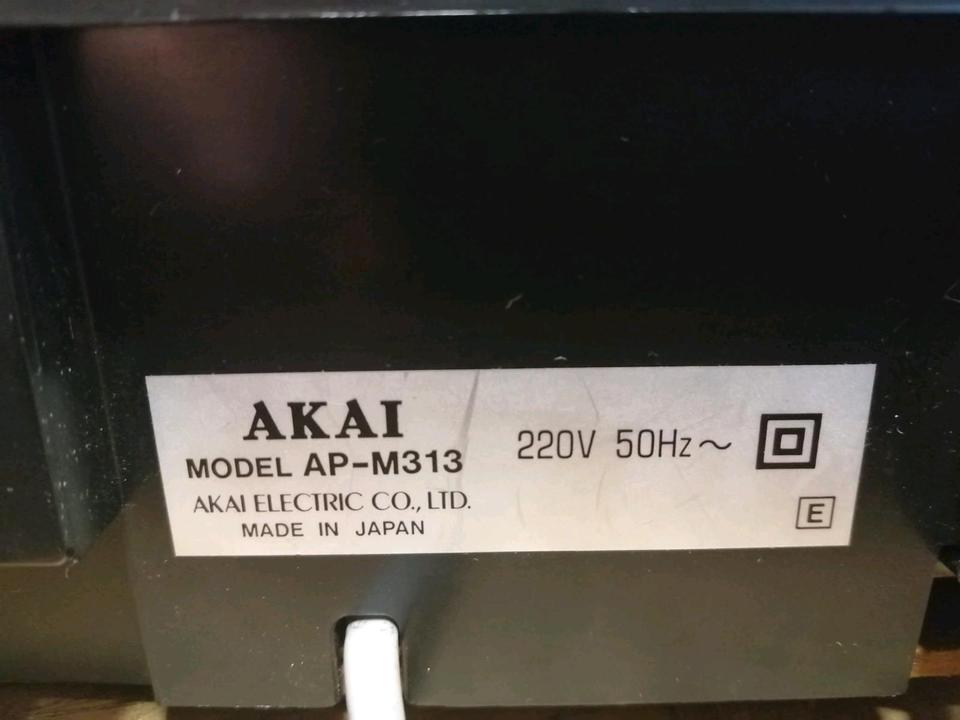 AKAI
MODEL AP-M313
AKAI ELECTRIC CO., LTD.
MADE IN JAPAN
220V 50Hz～
E